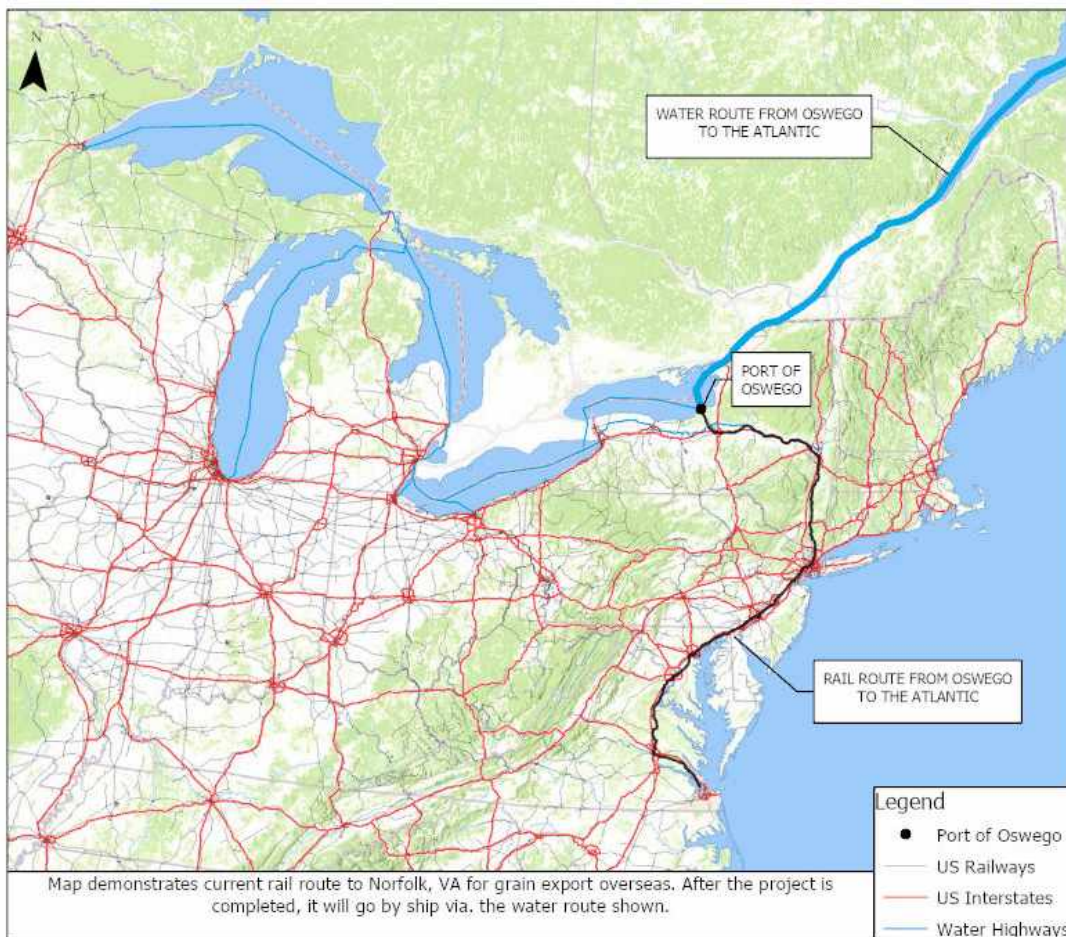 N
WATER ROUTE FROM OSWEGO
TO THE ATLANTIC
PORT OF
OSWEGO
RAIL ROUTE FROM OSWEGO
TO THE ATLANTIC
Legend
Port of Oswego
US Railways
US Interstates
Water Highways
Map demonstrates current rail route to Norfolk, VA for grain export overseas. After the project is
completed, it will go by ship via. the water route shown.